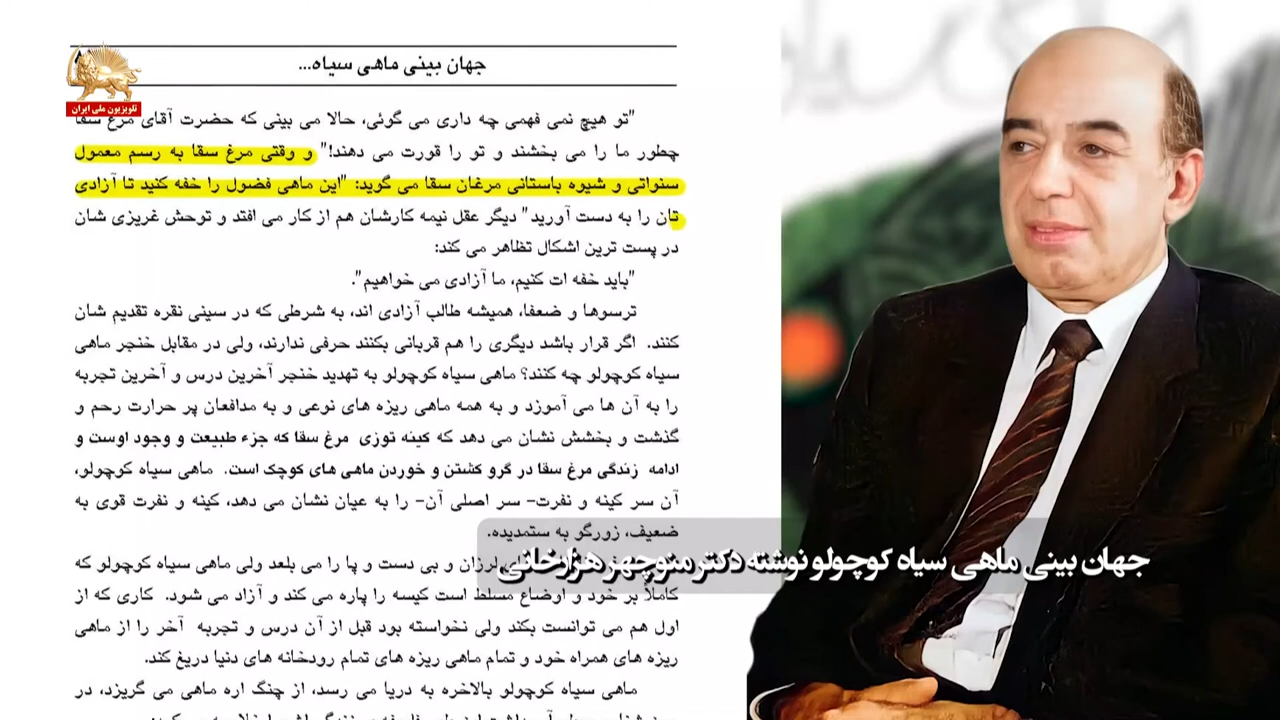 تلویزیون ملی ایران
جهان بینی ماهی سیاه...
"تو هیچ نمی فهمی چه داری می گوئی، حالا می بینی که حضرت آقای مرغ سقا
چطور ما را می بخشند و تو را قورت می دهند!" و وقتی مرغ سقا به رسم معمول
سنواتی و شیوه باستانی مرغان سقا می گوید: "این ماهی فضول را خفه کنید تا آزادی
تان را به دست آورید" دیگر عقل نیمه کارشان هم از کار می افتد و توحش غریزی شان
در پست ترین اشکال تظاهر می کند:
"باید خفه ات کنیم، ما آزادی می خواهیم".
ترسوها و ضعفا، همیشه طالب آزادی اند، به شرطی که در سینی نقره تقدیم شان
کنند. اگر قرار باشد دیگری را هم قربانی بکنند حرفی ندارند، ولی در مقابل خنجر ماهی
سیاه کوچولو چه کنند؟ ماهی سیاه کوچولو به تهدید خنجر آخرین درس و آخرین تجربه
را به آن ها می آموزد و به همه ماهی ریزه های نوعی و به مدافعان پر حرارت رحم و
گذشت و بخشش نشان می دهد که کینه توزی مرغ سقا که جزء طبیعت و وجود اوست و
ادامه زندگی مرغ سقا در گرو کشتن و خوردن ماهی های کوچک است. ماهی سیاه کوچولو،
آن سر کینه و نفرت- سر اصلی آن- را به عیان نشان می دهد، کینه و نفرت قوی به
ضعیف، زورگو به ستمدیده.
لرزان و بی دست و پا را می بلعد ولی ماهی سیاه کوچولو که
جهان بینی ماهی سیاه کوچولو نوشته دکتر منوچهر هزارخانی
کاملاً بر خود و اوضاع مسلط است کیسه را پاره می کند و آزاد می شود. کاری که از
اول هم می توانست بکند ولی نخواسته بود قبل از آن درس و تجربه آخر را از ماهی
ریزه های همراه خود و تمام ماهی ریزه های تمام رودخانه های دنیا دریغ کند.
ماهی سیاه کوچولو بالاخره به دریا می رسد، از چنگ اره ماهی می گریزد، در